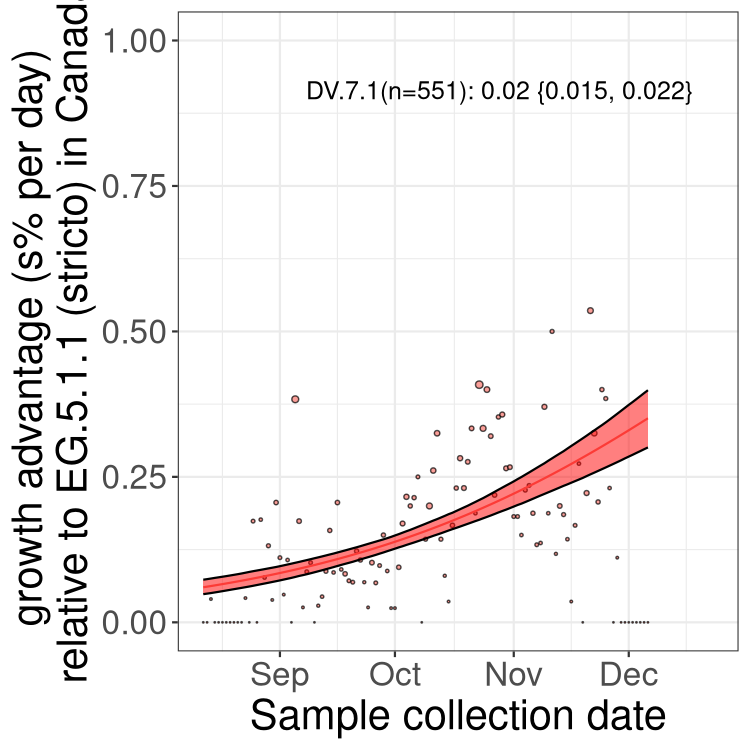 growth advantage (s% per day)
relative to EG.5.1.1 (stricto) in Canada
1.00
0.75
0.50
0.25
0.00
DV.7.1(n=551): 0.02 {0.015, 0.022}
Sep Oct Nov Dec
Sample collection date